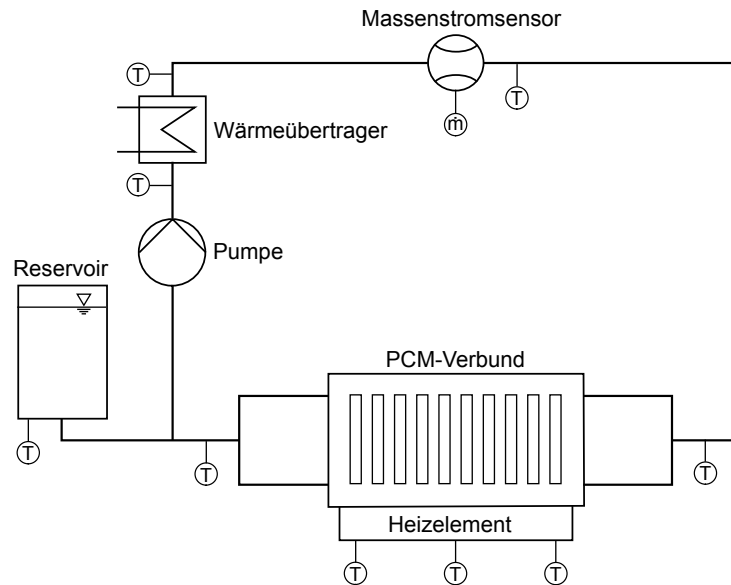 Massenstromsensor
T
T
ṁ
Wärmeübertrager
T
Pumpe
Reservoir
PCM-Verbund
T
T
T
Heizelement
T
T
T